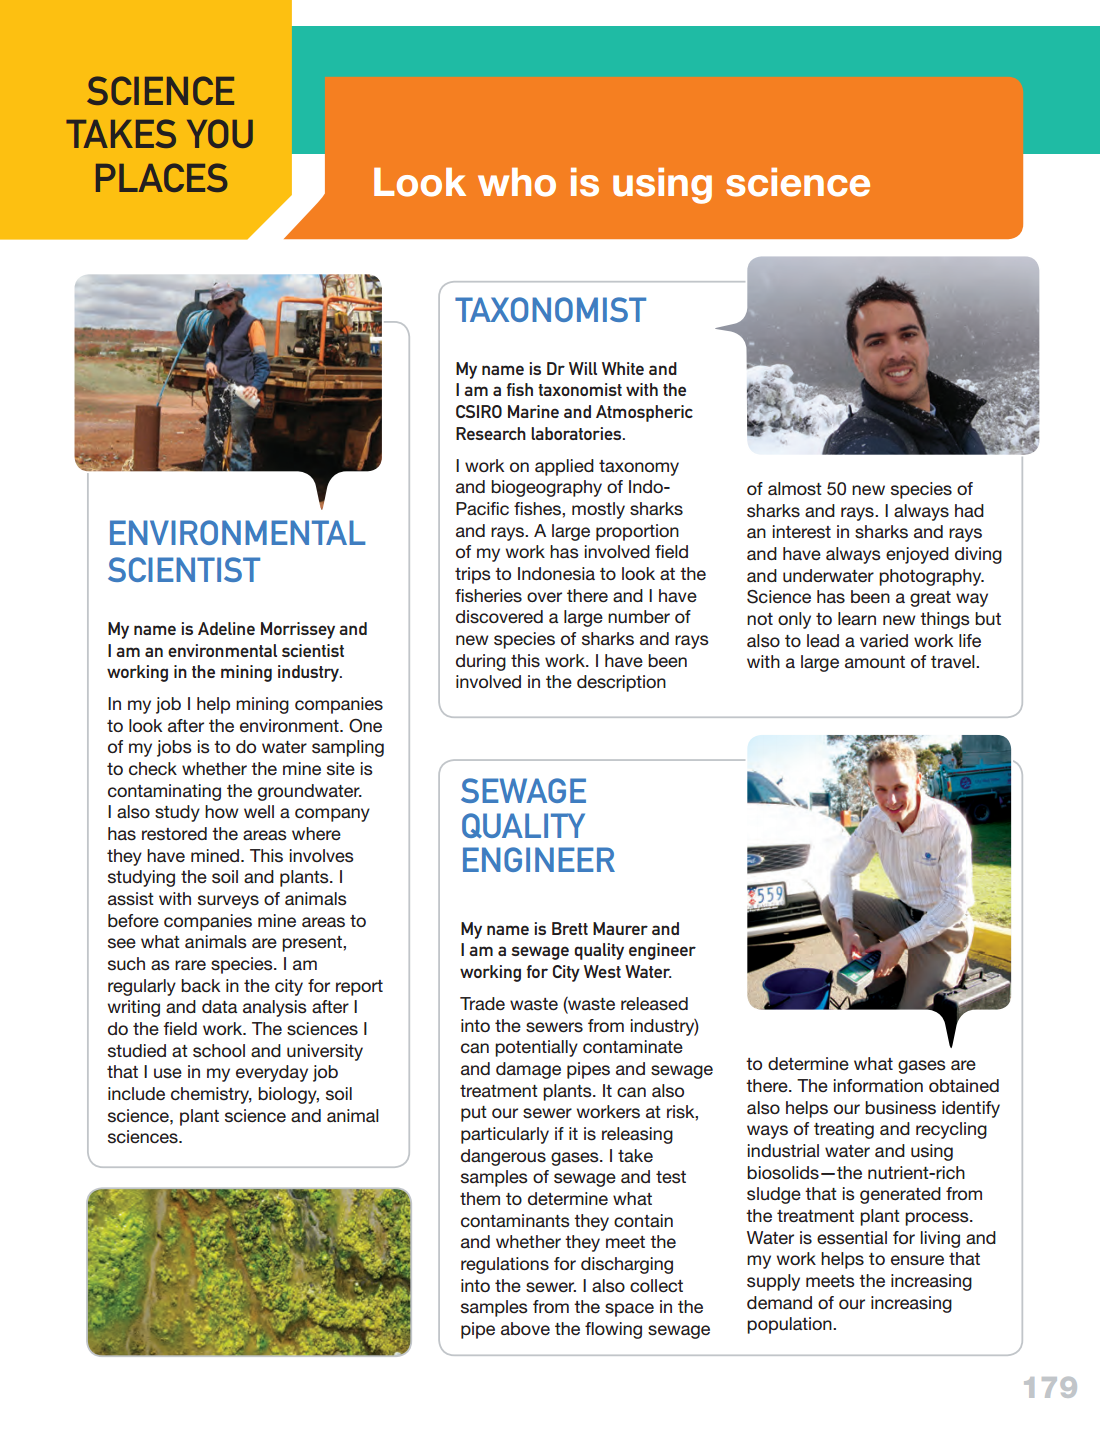 SCIENCE
TAKES YOU
PLACES
Look who is using science
ENVIRONMENTAL
SCIENTIST
My name is Adeline Morrissey and
I am an environmental scientist
working in the mining industry.
In my job I help mining companies
to look after the environment. One
of my jobs is to do water sampling
to check whether the mine site is
contaminating the groundwater.
I also study how well a company
has restored the areas where
they have mined. This involves
studying the soil and plants. I
assist with surveys of animals
before companies mine areas to
see what animals are present,
such as rare species. I am
regularly back in the city for report
writing and data analysis after I
do the field work. The sciences I
studied at school and university
that I use in my everyday job
include chemistry, biology, soil
science, plant science and animal
sciences.
TAXONOMIST
My name is Dr Will White and
I am a fish taxonomist with the
CSIRO Marine and Atmospheric
Research laboratories.
I work on applied taxonomy
and biogeography of Indo-
Pacific fishes, mostly sharks
and rays. A large proportion
of my work has involved field
trips to Indonesia to look at the
fisheries over there and I have
discovered a large number of
new species of sharks and rays
during this work. I have been
involved in the description
of almost 50 new species of
sharks and rays. I always had
an interest in sharks and rays
and have always enjoyed diving
and underwater photography.
Science has been a great way
not only to learn new things but
also to lead a varied work life
with a large amount of travel.
SEWAGE
QUALITY
ENGINEER
My name is Brett Maurer and
I am a sewage quality engineer
working for City West Water.
Trade waste (waste released
into the sewers from industry)
can potentially contaminate
and damage pipes and sewage
treatment plants. It can also
put our sewer workers at risk,
particularly if it is releasing
dangerous gases. I take
samples of sewage and test
them to determine what
contaminants they contain
and whether they meet the
regulations for discharging
into the sewer. I also collect
samples from the space in the
pipe above the flowing sewage
559
to determine what gases are
there. The information obtained
also helps our business identify
ways of treating and recycling
industrial water and using
biosolids—the nutrient-rich
sludge that is generated from
the treatment plant process.
Water is essential for living and
my work helps to ensure that
supply meets the increasing
demand of our increasing
population.
179